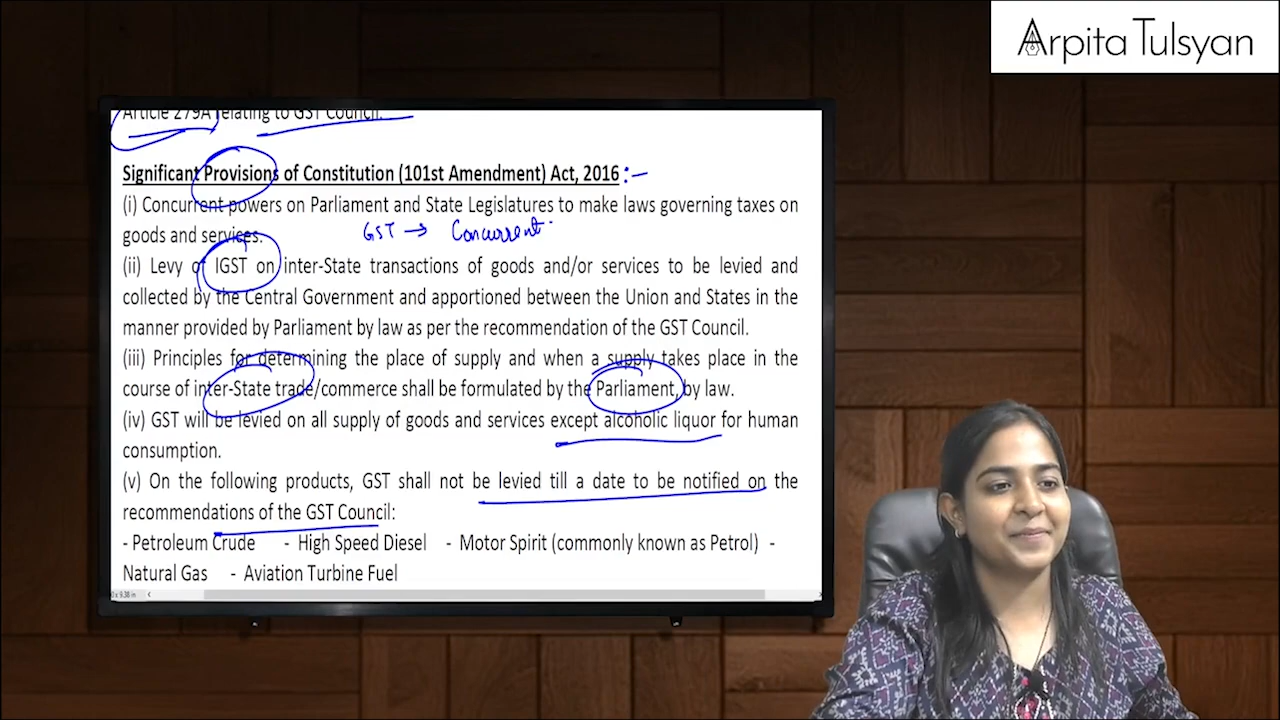 Arpita Tulsyan
Article 279A relating to GST Council.
Significant Provisions of Constitution (101st Amendment) Act, 2016 :-
(i) Concurrent powers on Parliament and State Legislatures to make laws governing taxes on
goods and services.
GST → Concurrent
(ii) Levy of IGST on inter-State transactions of goods and/or services to be levied and
collected by the Central Government and apportioned between the Union and States in the
manner provided by Parliament by law as per the recommendation of the GST Council.
(iii) Principles for determining the place of supply and when a supply takes place in the
course of inter-State trade/commerce shall be formulated by the Parliament, by law.
(iv) GST will be levied on all supply of goods and services except alcoholic liquor for human
consumption.
(v) On the following products, GST shall not be levied till a date to be notified on the
recommendations of the GST Council:
- Petroleum Crude - High Speed Diesel - Motor Spirit (commonly known as Petrol) -
Natural Gas - Aviation Turbine Fuel